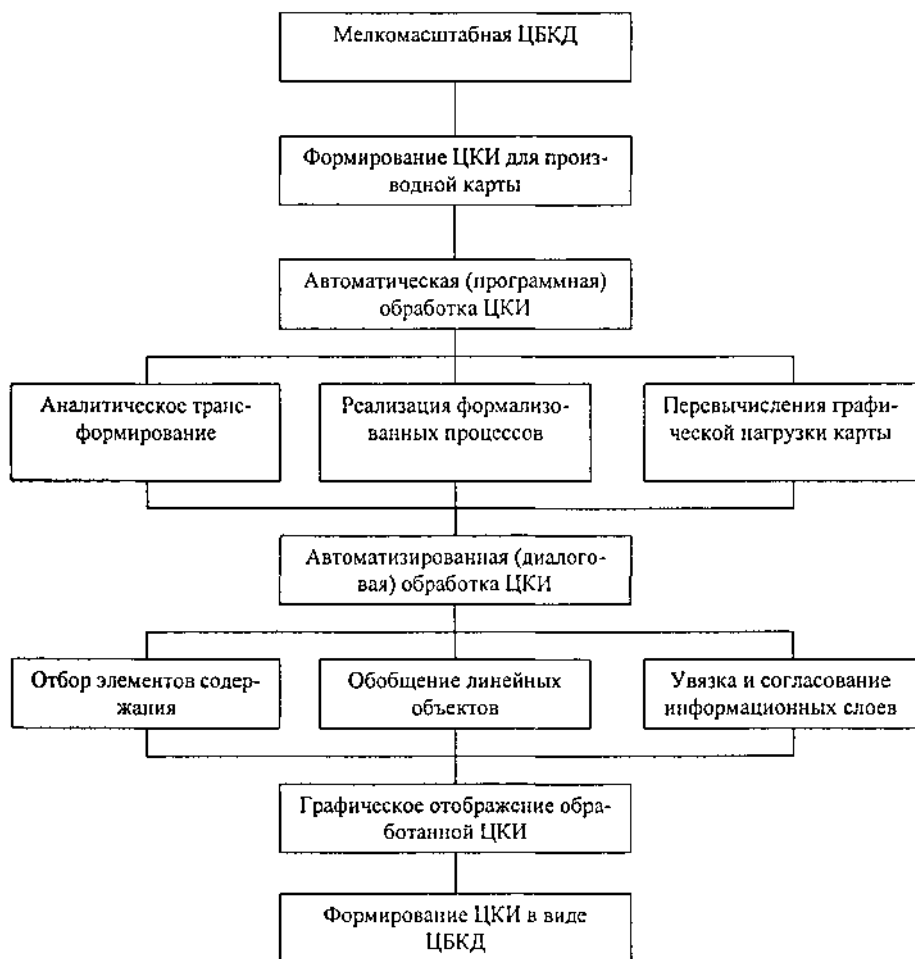 Мелкомасштабная ЦБКД
Формирование ЦКИ для произ-
водной карты
Автоматическая (программная)
обработка ЦКИ
Аналитическое транс-
формирование
Реализация формализо-
ванных процессов
Перевычисления графи-
ческой нагрузки карты
Автоматизированная (диалого-
вая) обработка ЦКИ
Отбор элементов содер-
жания
Обобщение линейных
объектов
Увязка и согласование
информационных слоев
Графическое отображение обра-
ботанной ЦКИ
Формирование ЦКИ в виде
ЦБКД